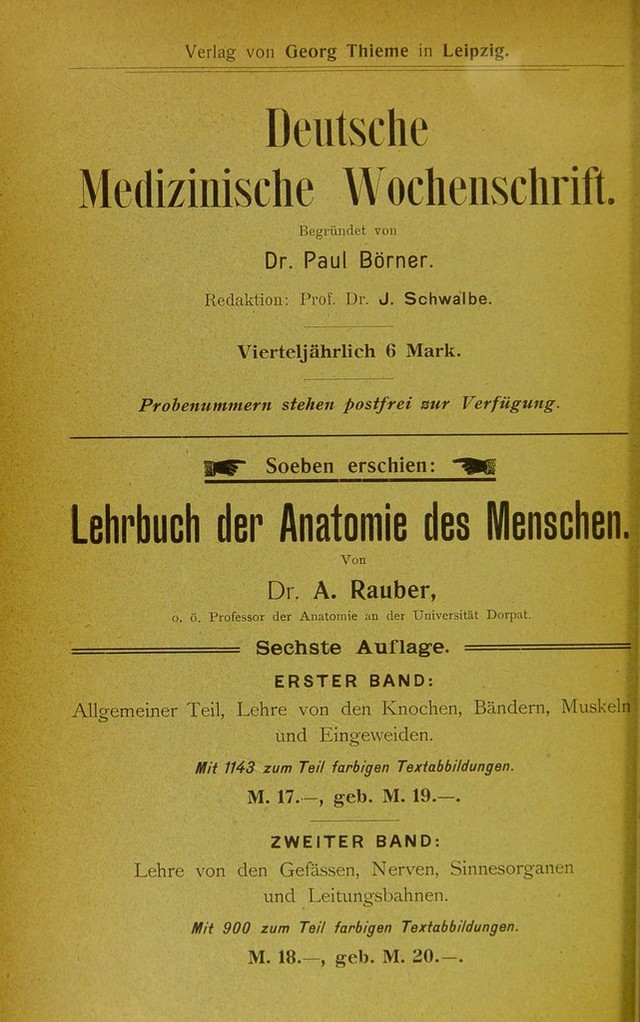 Verlag von Georg Thieme in Leipzig.
Deutsche
Medizinische Wochenschrift.
Begründet von
Dr. Paul Börner.
Redaktion: Prof. Dr. J. Schwalbe.
Vierteljährlich 6 Mark.
Probenummern stehen postfrei zur Verfügung.
Soeben erschien:
Lehrbuch der Anatomie des Menschen.
Von
Dr. A. Rauber,
o. ö. Professor der Anatomie an der Universität Dorpat.
Sechste Auflage.
ERSTER BAND:
Allgemeiner Teil, Lehre von den Knochen, Bändern, Muskeln
und Eingeweiden.
Mit 1143 zum Teil farbigen Textabbildungen.
M. 17.—, geb. M. 19.—.
ZWEITER BAND:
Lehre von den Gefässen, Nerven, Sinnesorganen
und Leitungsbahnen.
Mit 900 zum Teil farbigen Textabbildungen.
M. 18.—, geb. M. 20.—.